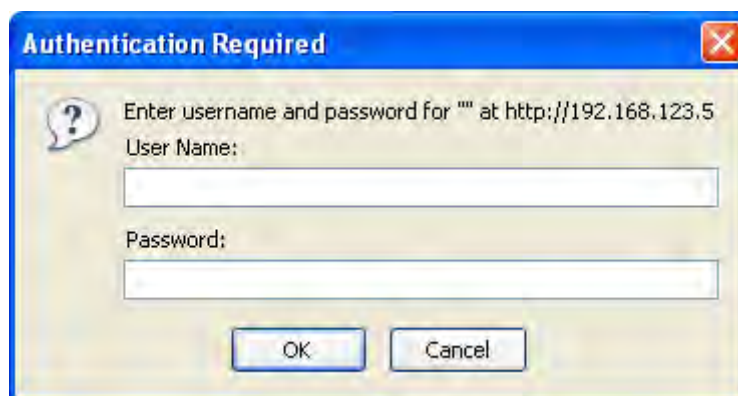 Authentication Required
Enter username and password for "" at http://192.168.123.5
User Name:
Password:
OK
Cancel